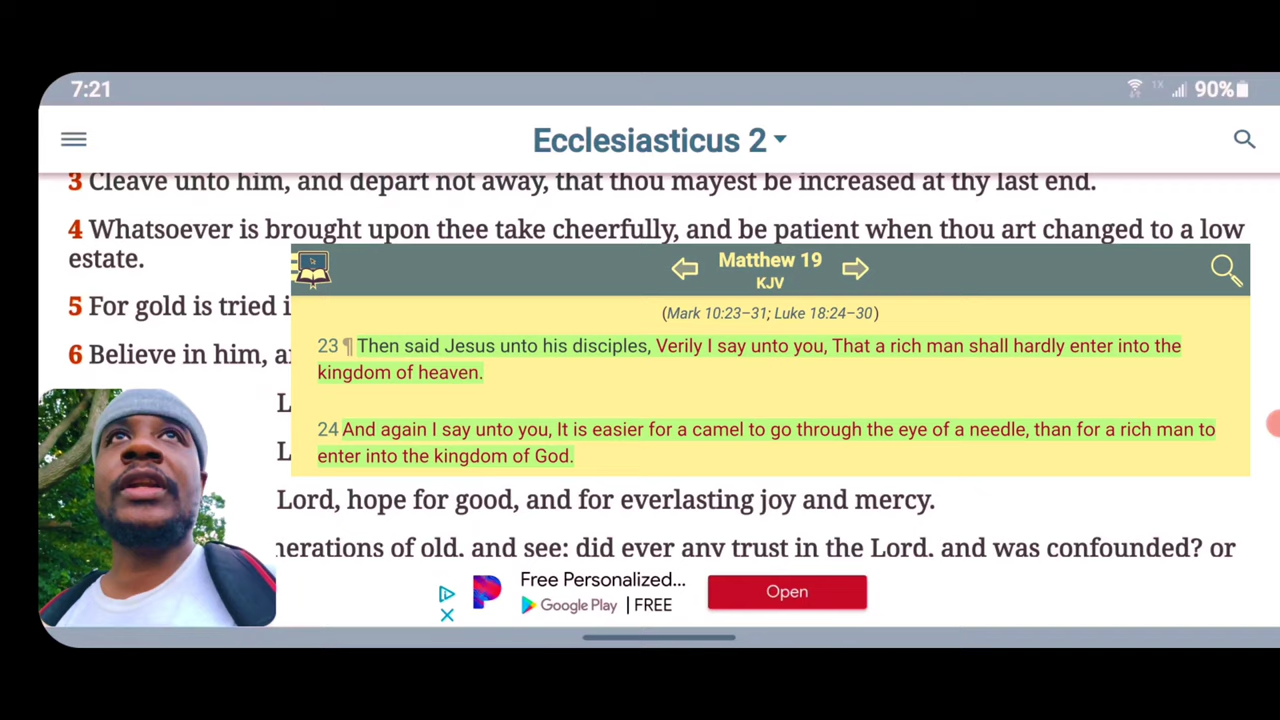 7:21
1X
90%
Ecclesiasticus 2
3 Cleave unto him, and depart not away, that thou mayest be increased at thy last end.
4 Whatsoever is brought upon thee take cheerfully, and be patient when thou art changed to a low
estate.
5 For gold is tried i
6 Believe in him, a
L
L
Matthew 19
KJV
(Mark 10:23–31; Luke 18:24–30)
23 ¶ Then said Jesus unto his disciples, Verily I say unto you, That a rich man shall hardly enter into the
kingdom of heaven.
24 And again I say unto you, It is easier for a camel to go through the eye of a needle, than for a rich man to
enter into the kingdom of God.
Lord, hope for good, and for everlasting joy and mercy.
nerations of old, and see; did ever any trust in the Lord, and was confounded? or
Free Personalized...
Google Play | FREE
Open